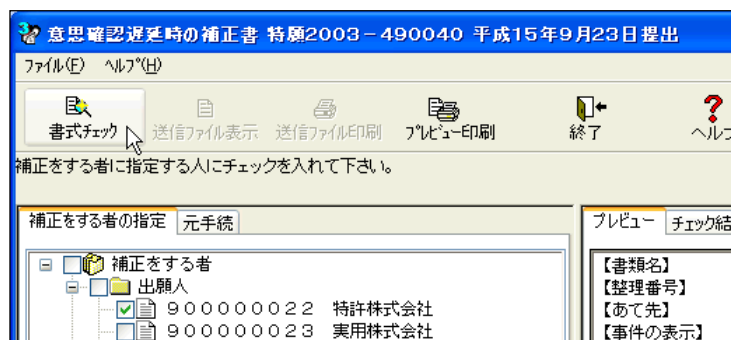 意思確認遅延時の補正書 特願2003－490040 平成15年9月23日提出
ファイル(F) ヘルプ(H)
書式チェック 送信ファイル表示 送信ファイル印刷 プレビュー印刷 終了 ヘルプ
補正をする者に指定する人にチェックを入れて下さい。
補正をする者の指定 元手続
補正をする者
出願人
９０００００２２ 特許株式会社
９０００００２３ 実用株式会社
プレビュー チェック結
【書類名】
【整理番号】
【あて先】
【事件の表示】